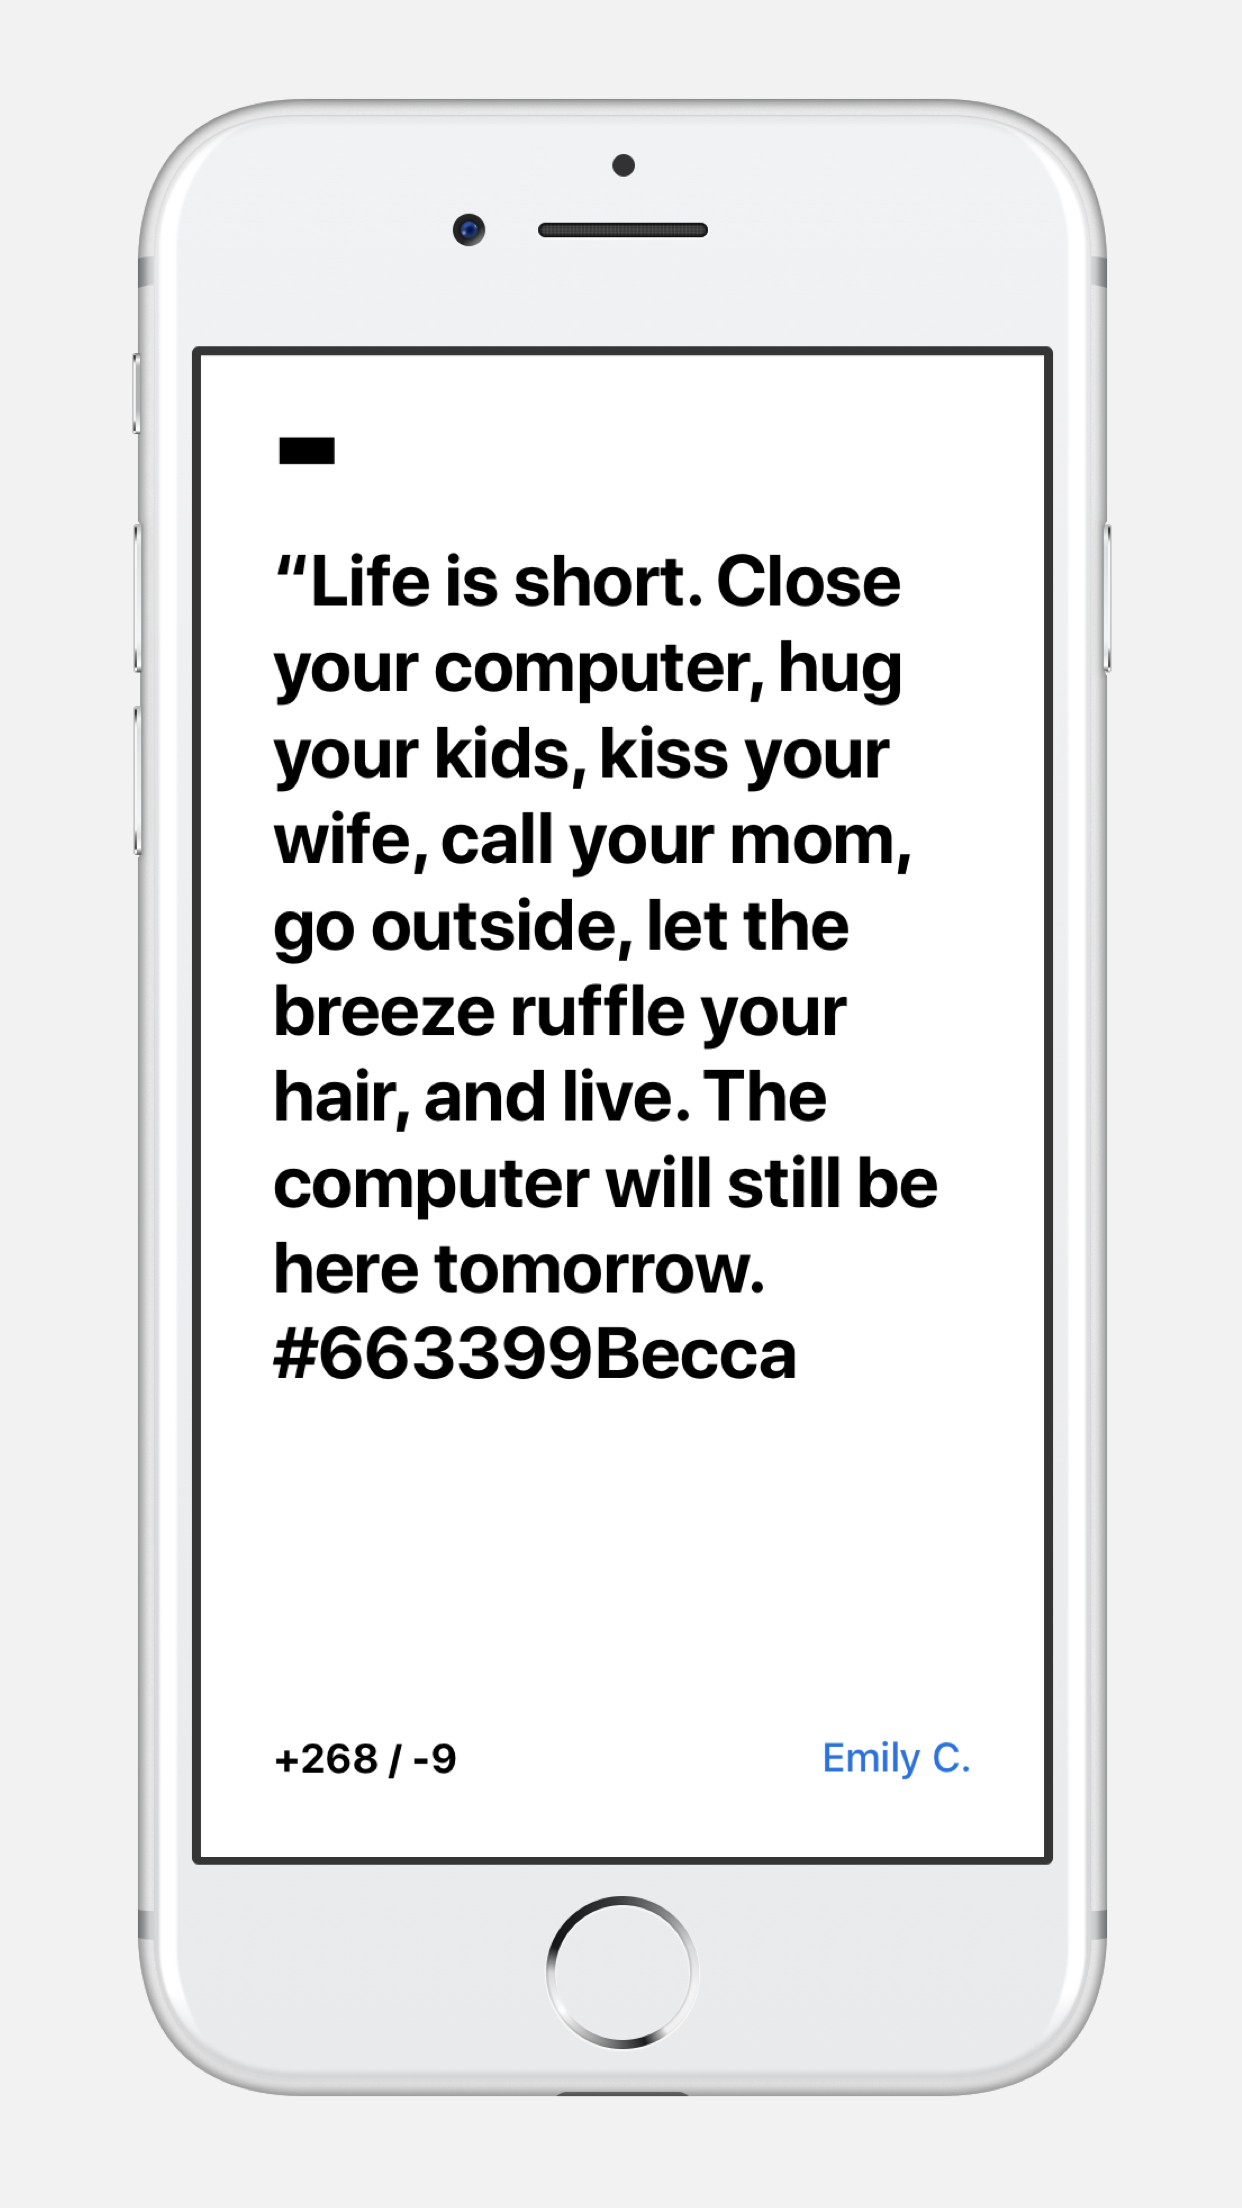 “Life is short. Close
your computer, hug
your kids, kiss your
wife, call your mom,
go outside, let the
breeze ruffle your
hair, and live. The
computer will still be
here tomorrow.
#663399Becca
+268 / -9
Emily C.